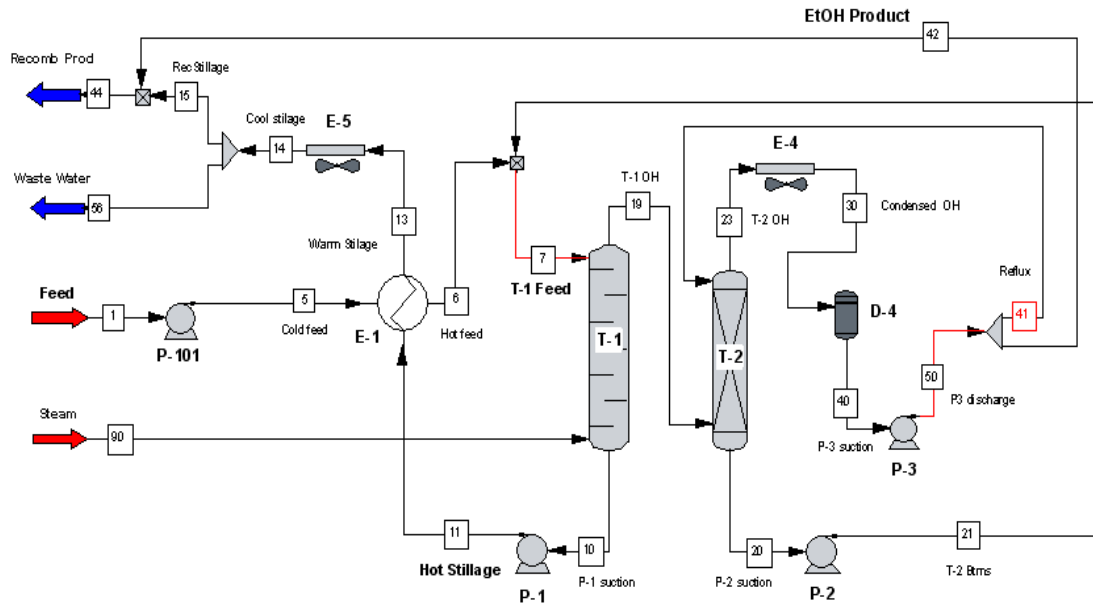 EtOH Product
42
Recomb Prod
44
15
Rec Stillage
Cool stilage
E-5
14
E-4
Waste Water
56
13
T-1 OH
19
23
T-2 OH
30
Condensed OH
Warm Stilage
7
T-1 Feed
Reflux
41
Feed
1
5
6
Cold feed
E-1
Hot feed
P-101
T-1
T-2
D-4
50
P3 discharge
40
Steam
90
P-3 suction
P-3
11
Hot Stillage
10
P-1 suction
P-1
20
P-2 suction
P-2
21
T-2 Btms